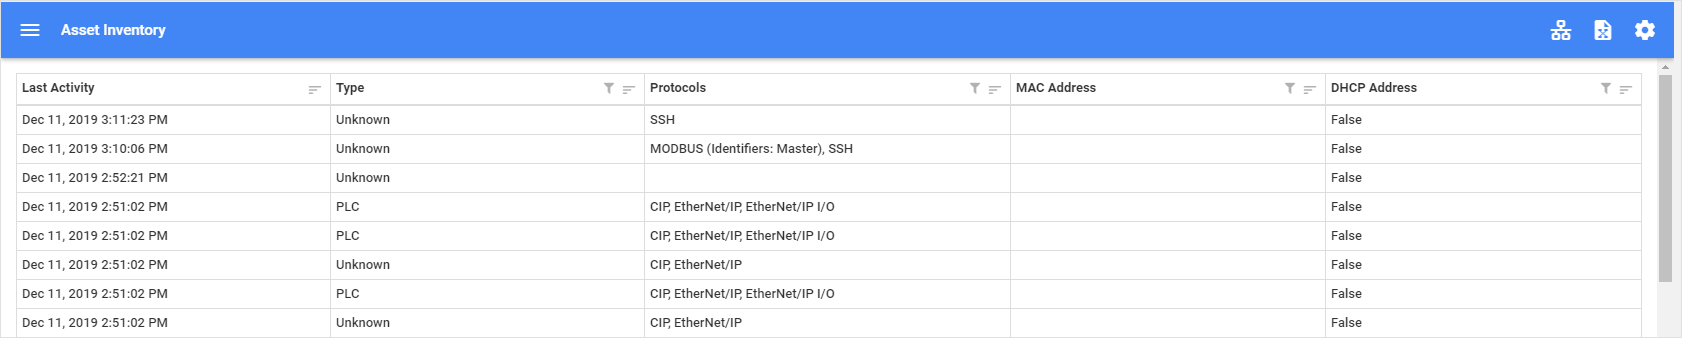 Asset Inventory
Last Activity Type Protocols MAC Address DHCP Address
Dec 11, 2019 3:11:23 PM Unknown SSH False
Dec 11, 2019 3:10:06 PM Unknown MODBUS (Identifiers: Master), SSH False
Dec 11, 2019 2:52:21 PM Unknown False
Dec 11, 2019 2:51:02 PM PLC CIP, EtherNet/IP, EtherNet/IP I/O False
Dec 11, 2019 2:51:02 PM PLC CIP, EtherNet/IP, EtherNet/IP I/O False
Dec 11, 2019 2:51:02 PM Unknown CIP, EtherNet/IP False
Dec 11, 2019 2:51:02 PM PLC CIP, EtherNet/IP, EtherNet/IP I/O False
Dec 11, 2019 2:51:02 PM Unknown CIP, EtherNet/IP False